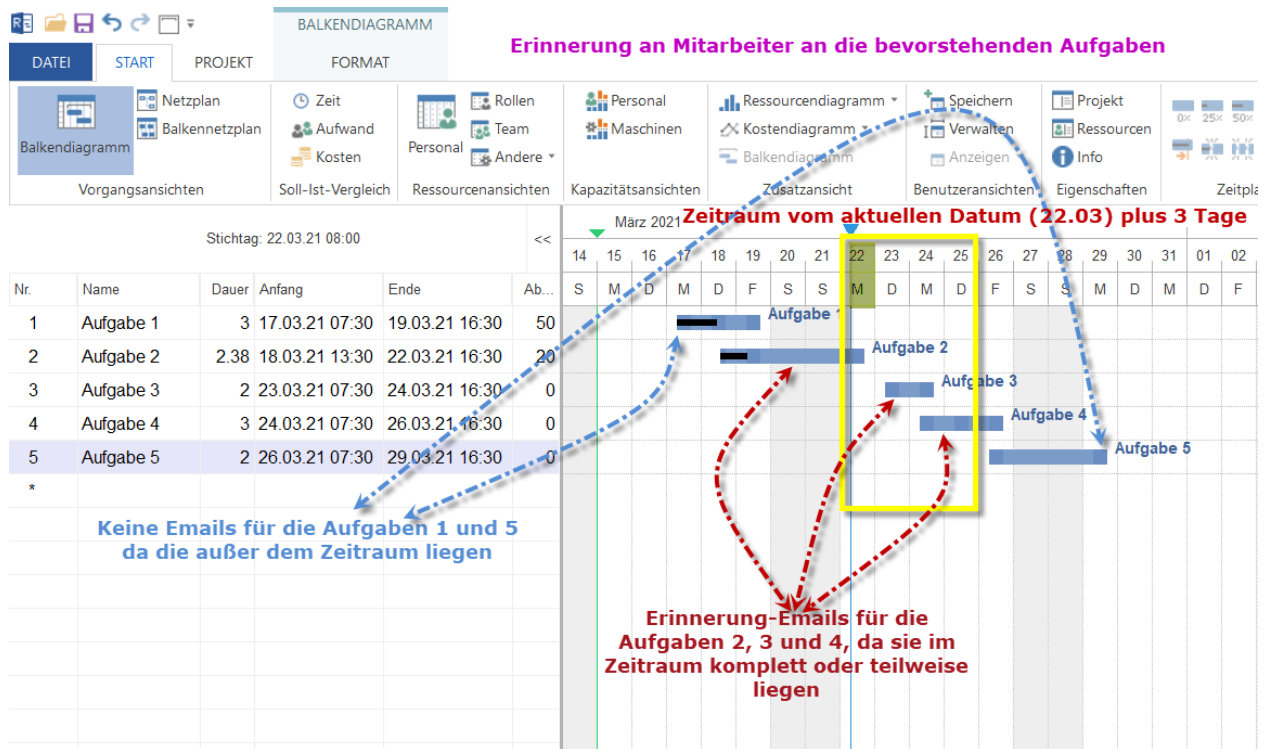 BALKENDIAGRAMM
Erinnerung an Mitarbeiter an die bevorstehenden Aufgaben
DATEI START PROJEKT FORMAT
Netzplan Zeit Rollen Personal Ressourcendiagramm Speichern Projekt
0× 25× 50×
Balkennetzplan Aufwand Team Maschinen Kostendiagramm Verwalten Ressourcen
Balkendiagramm Kosten Personal Andere Balkendiagramm Anzeigen Info
Vorgangsansichten Soll-Ist-Vergleich Ressourcenansichten Kapazitätsansichten Zusatzansicht Benutzeransichten Eigenschaften Zeitpla
März 2021 Zeitraum vom aktuellen Datum (22.03) plus 3 Tage
Stichtag: 22.03.21 08:00 <<
14 15 16 17 18 19 20 21 22 23 24 25 26 27 28 29 30 31 01 02
Nr. Name Dauer Anfang Ende Ab... S M D M D F S S M D M D F S S M D M D F
1 Aufgabe 1 3 17.03.21 07:30 19.03.21 16:30 50 Aufgabe 1
2 Aufgabe 2 2.38 18.03.21 13:30 22.03.21 16:30 20 Aufgabe 2
3 Aufgabe 3 2 23.03.21 07:30 24.03.21 16:30 0 Aufgabe 3
4 Aufgabe 4 3 24.03.21 07:30 26.03.21 16:30 0 Aufgabe 4
5 Aufgabe 5 2 26.03.21 07:30 29.03.21 16:30 0 Aufgabe 5
*
Keine Emails für die Aufgaben 1 und 5
da die außer dem Zeitraum liegen
Erinnerung-Emails für die
Aufgaben 2, 3 und 4, da sie im
Zeitraum komplett oder teilweise
liegen